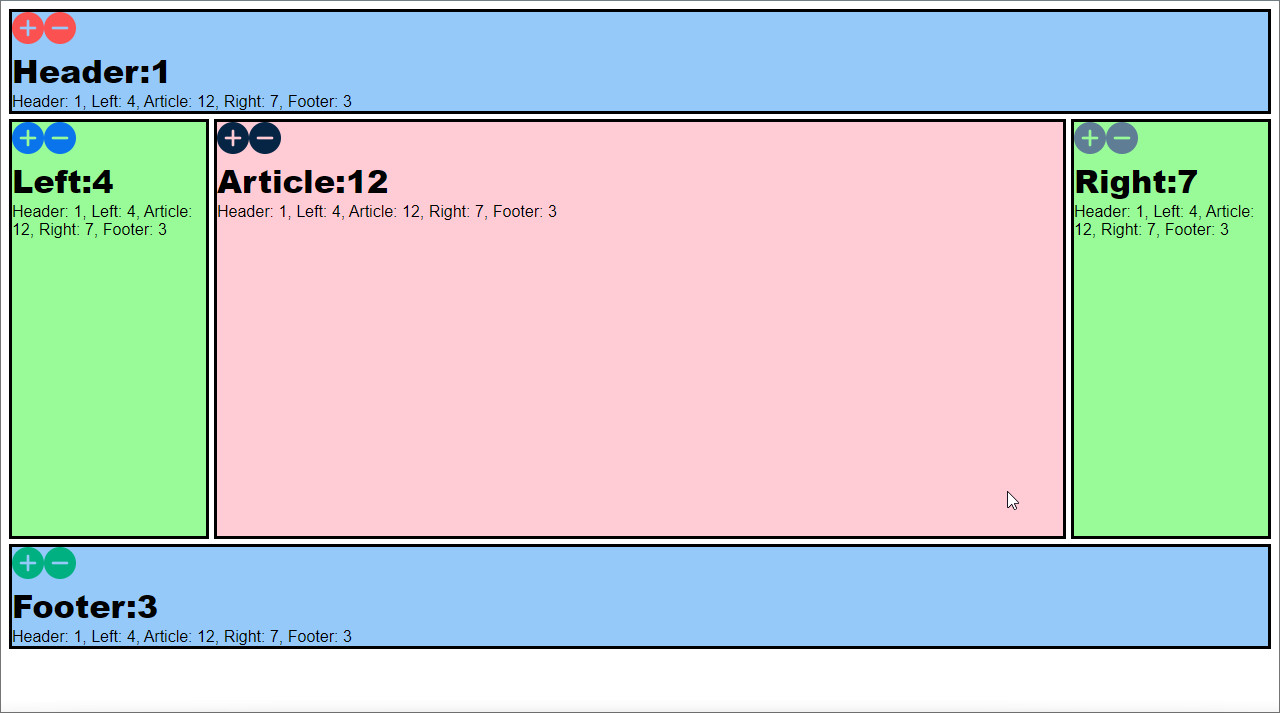 Header:1
Header: 1, Left: 4, Article: 12, Right: 7, Footer: 3
Left:4
Header: 1, Left: 4, Article:
12, Right: 7, Footer: 3
Article:12
Header: 1, Left: 4, Article: 12, Right: 7, Footer: 3
Right:7
Header: 1, Left: 4, Article:
12, Right: 7, Footer: 3
Footer:3
Header: 1, Left: 4, Article: 12, Right: 7, Footer: 3